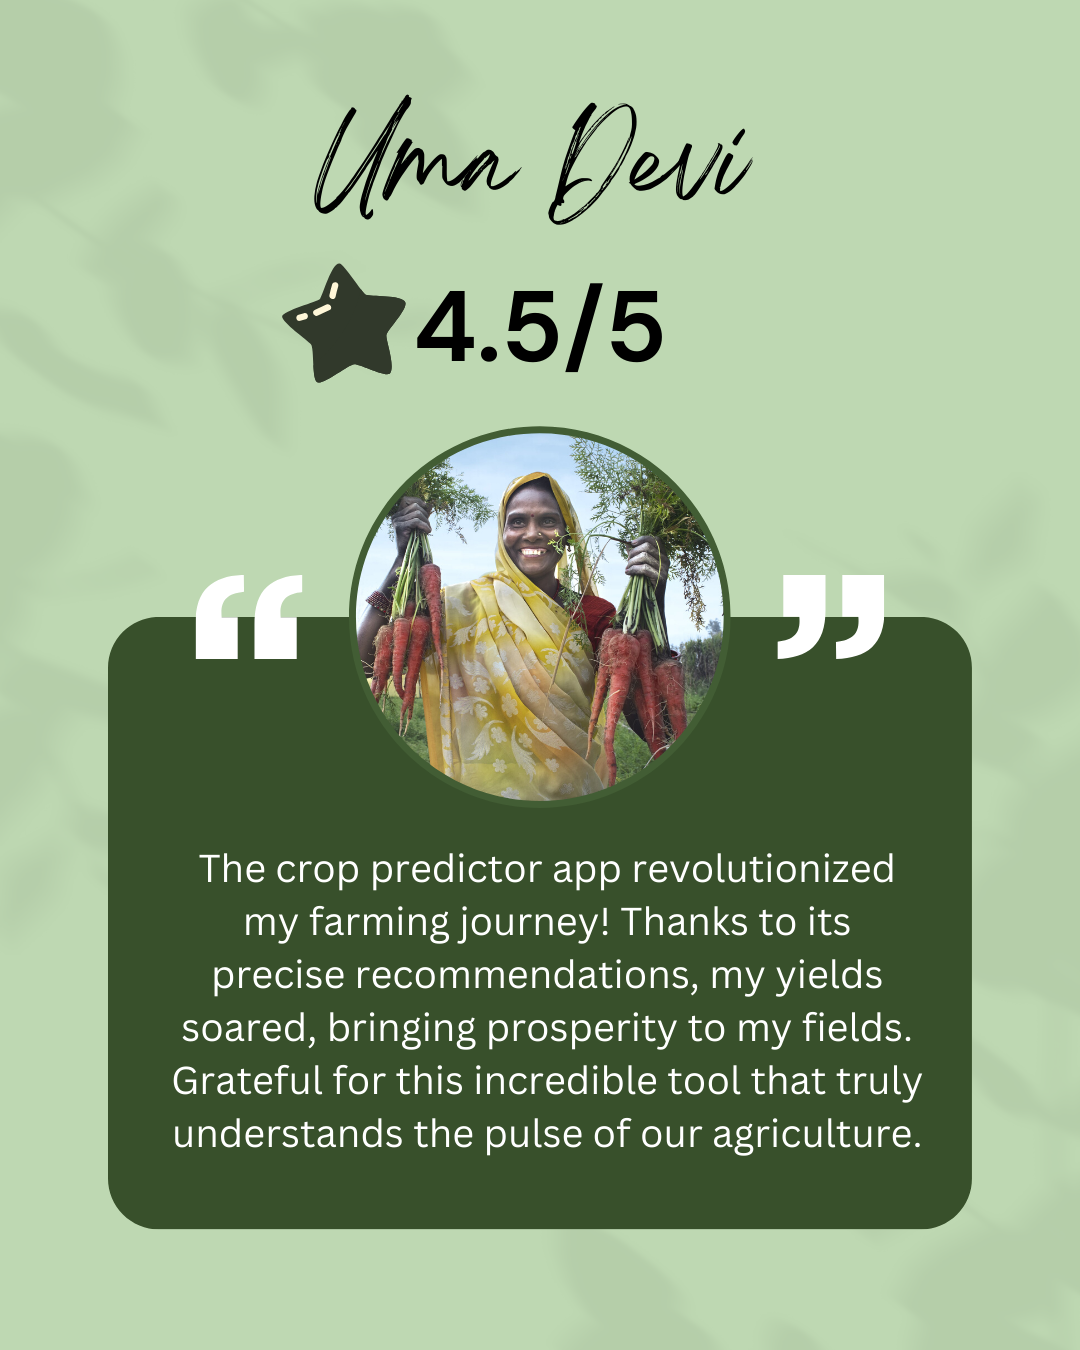 Uma Devi
4.5/5
“ ”
The crop predictor app revolutionized
my farming journey! Thanks to its
precise recommendations, my yields
soared, bringing prosperity to my fields.
Grateful for this incredible tool that truly
understands the pulse of our agriculture.